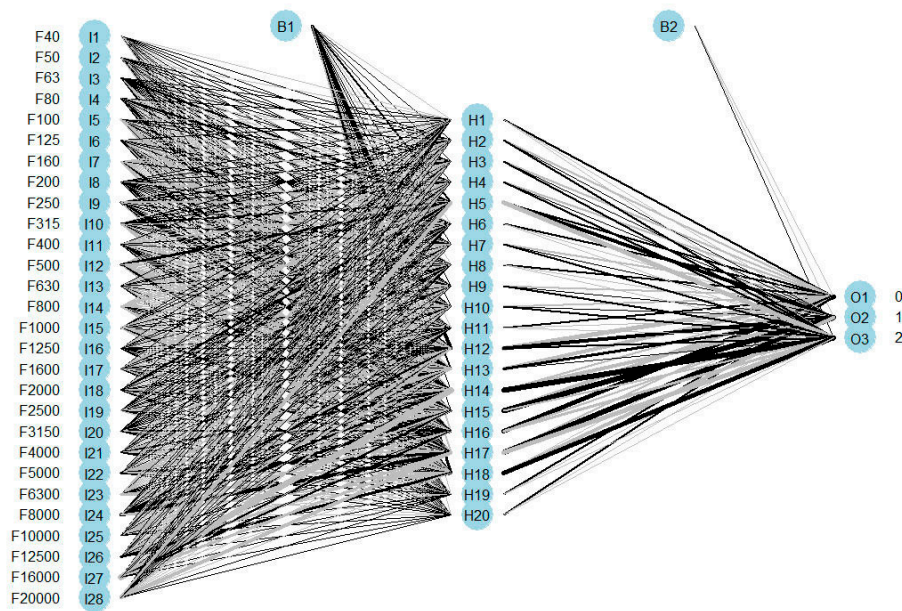 B1 B2
F40 I1
F50 I2
F63 I3
F80 I4
F100 I5 H1
F125 I6 H2
F160 I7 H3
F200 I8 H4
F250 I9 H5
F315 I10 H6
F400 I11 H7
F500 I12 H8
F630 I13 H9 O1 0
F800 I14 H10 O2 1
F1000 I15 H11 O3 2
F1250 I16 H12
F1600 I17 H13
F2000 I18 H14
F2500 I19 H15
F3150 I20 H16
F4000 I21 H17
F5000 I22 H18
F6300 I23 H19
F8000 I24 H20
F10000 I25
F12500 I26
F16000 I27
F20000 I28